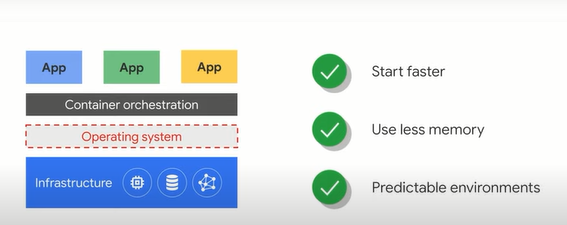 App
App
App
Container orchestration
Operating system
Infrastructure
Start faster
Use less memory
Predictable environments